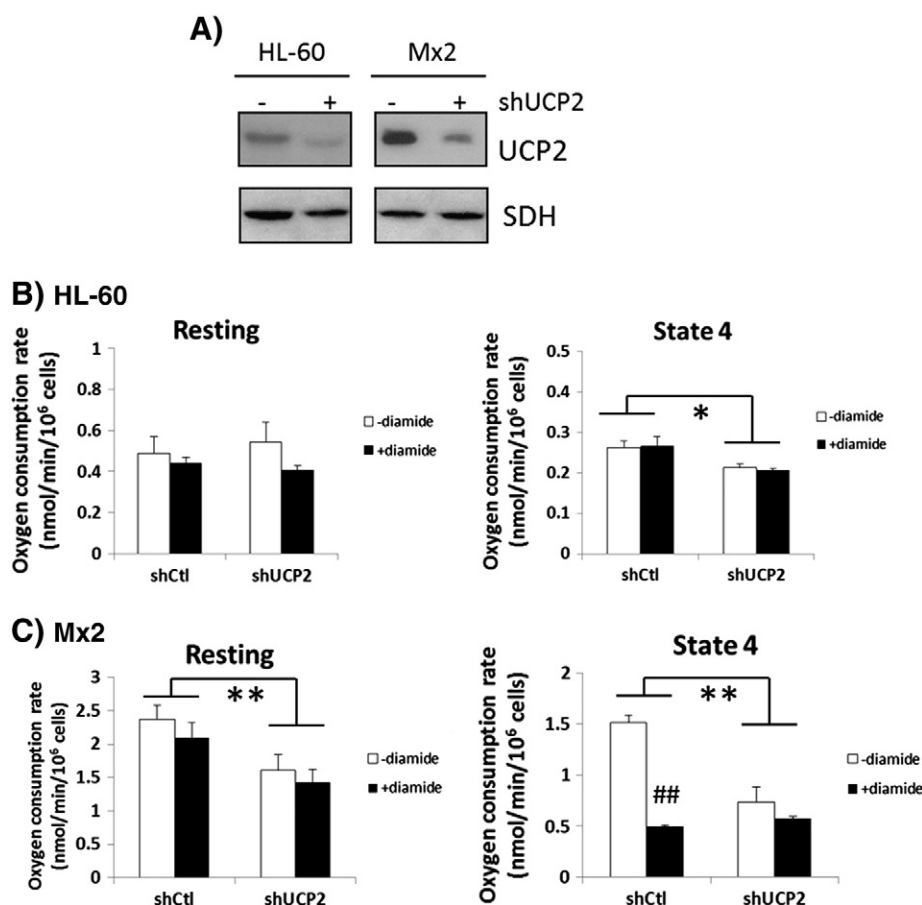 A)
HL-60 Mx2
- + - + shUCP2
UCP2
SDH
B) HL-60
Resting
Oxygen consumption rate
(nmol/min/10⁶ cells)
1
0.8
0.6
0.4
0.2
0
shCtl shUCP2
-diamide
+diamide
State 4
Oxygen consumption rate
(nmol/min/10⁶ cells)
0.5
0.4
0.3
0.2
0.1
0
*
shCtl shUCP2
-diamide
+diamide
C) Mx2
Resting
Oxygen consumption rate
(nmol/min/10⁶ cells)
3
2.5
2
1.5
1
0.5
0
**
shCtl shUCP2
-diamide
+diamide
State 4
Oxygen consumption rate
(nmol/min/10⁶ cells)
2
1.5
1
0.5
0
**
##
shCtl shUCP2
-diamide
+diamide